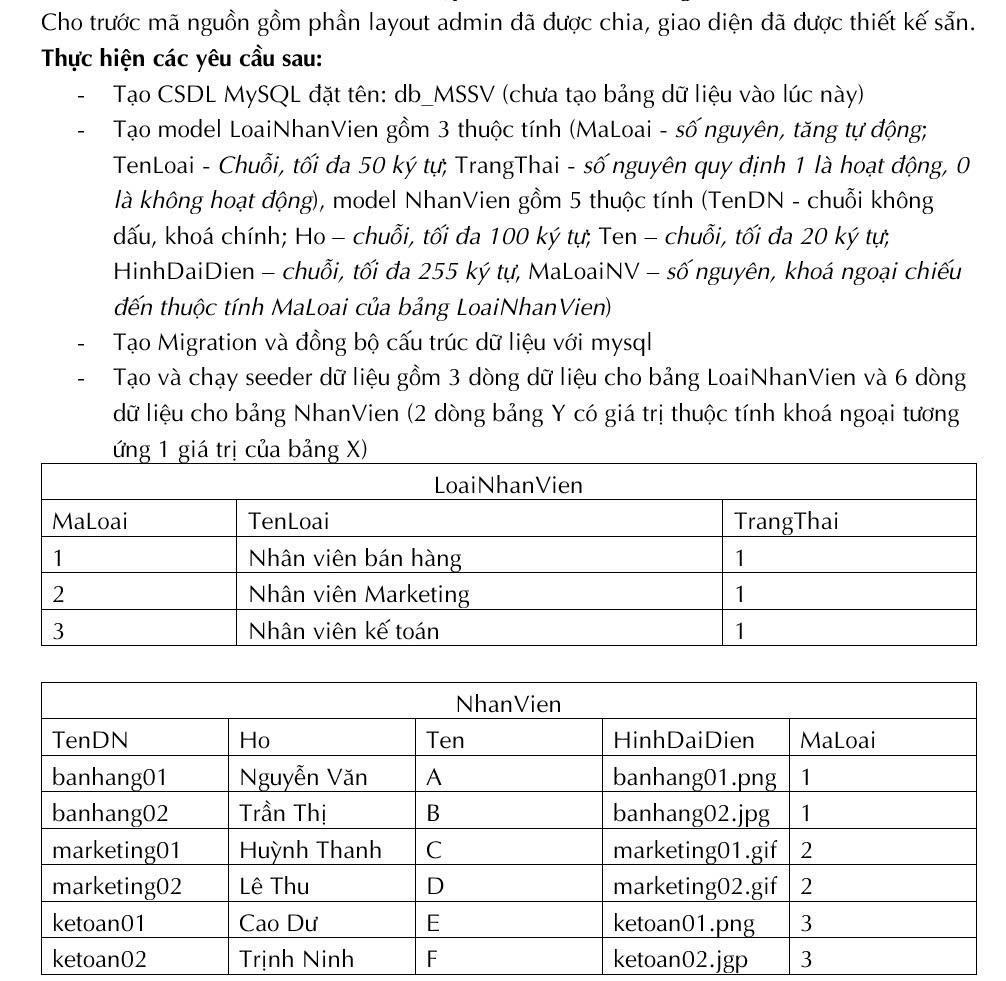 Cho trước mã nguồn gồm phần layout admin đã được chia, giao diện đã được thiết kế sẵn.
Thực hiện các yêu cầu sau:
- Tạo CSDL MySQL đặt tên: db_MSSV (chưa tạo bảng dữ liệu vào lúc này)
- Tạo model LoaiNhanVien gồm 3 thuộc tính (MaLoai - số nguyên, tăng tự động;
TenLoai - Chuỗi, tối đa 50 ký tự; TrangThai - số nguyên quy định 1 là hoạt động, 0
là không hoạt động), model NhanVien gồm 5 thuộc tính (TenDN - chuỗi không
dấu, khoá chính; Ho – chuỗi, tối đa 100 ký tự; Ten – chuỗi, tối đa 20 ký tự;
HinhDaiDien – chuỗi, tối đa 255 ký tự, MaLoaiNV – số nguyên, khoá ngoại chiếu
đến thuộc tính MaLoai của bảng LoaiNhanVien)
- Tạo Migration và đồng bộ cấu trúc dữ liệu với mysql
- Tạo và chạy seeder dữ liệu gồm 3 dòng dữ liệu cho bảng LoaiNhanVien và 6 dòng
dữ liệu cho bảng NhanVien (2 dòng bảng Y có giá trị thuộc tính khoá ngoại tương
ứng 1 giá trị của bảng X)
LoaiNhanVien
MaLoai TenLoai TrangThai
1 Nhân viên bán hàng 1
2 Nhân viên Marketing 1
3 Nhân viên kế toán 1
NhanVien
TenDN Ho Ten HinhDaiDien MaLoai
banhang01 Nguyễn Văn A banhang01.png 1
banhang02 Trần Thị B banhang02.jpg 1
marketing01 Huỳnh Thanh C marketing01.gif 2
marketing02 Lê Thu D marketing02.gif 2
ketoan01 Cao Dư E ketoan01.png 3
ketoan02 Trịnh Ninh F ketoan02.jgp 3